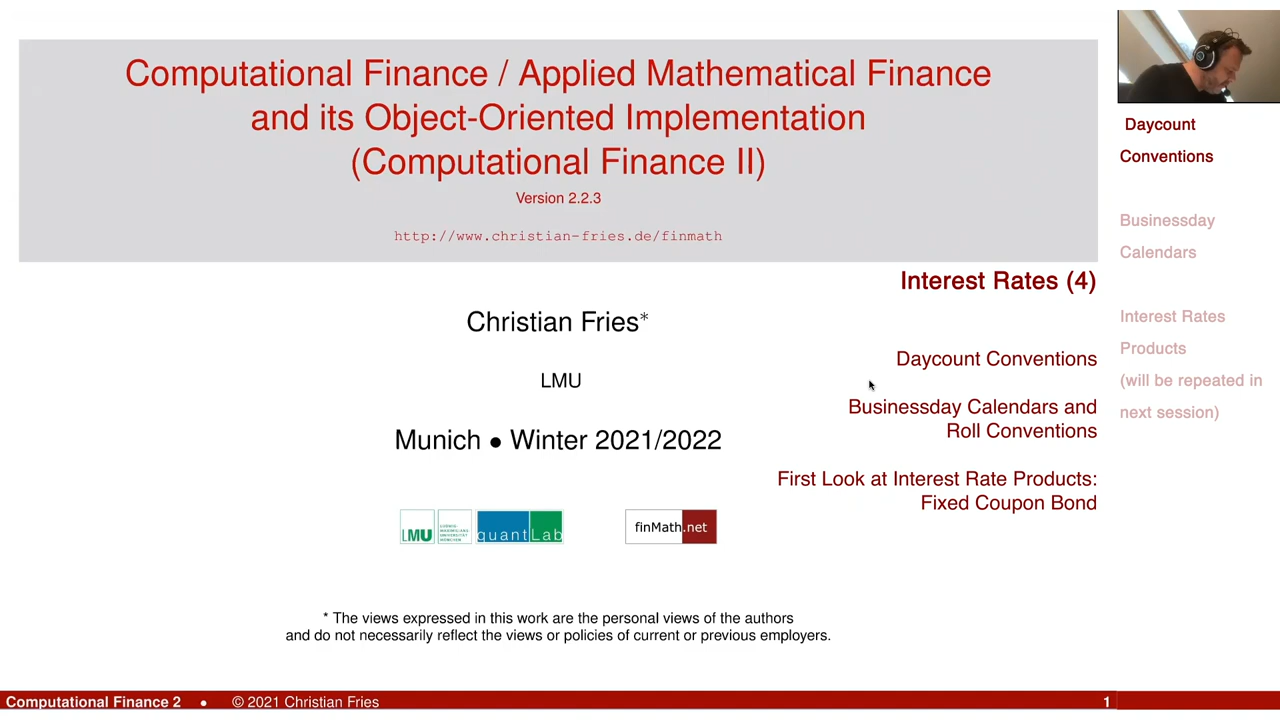 Computational Finance / Applied Mathematical Finance
and its Object-Oriented Implementation
(Computational Finance II)
Version 2.2.3
http://www.christian-fries.de/finmath
Interest Rates (4)
Christian Fries*
Daycount Conventions
LMU
Businessday Calendars and
Roll Conventions
Munich • Winter 2021/2022
First Look at Interest Rate Products:
Fixed Coupon Bond
LMU
LUDWIG-
MAXIMILIANS-
UNIVERSITÄT
MÜNCHEN
quantLab
finMath.net
* The views expressed in this work are the personal views of the authors
and do not necessarily reflect the views or policies of current or previous employers.
Daycount
Conventions
Businessday
Calendars
Interest Rates
Products
(will be repeated in
next session)
Computational Finance 2 • © 2021 Christian Fries 1